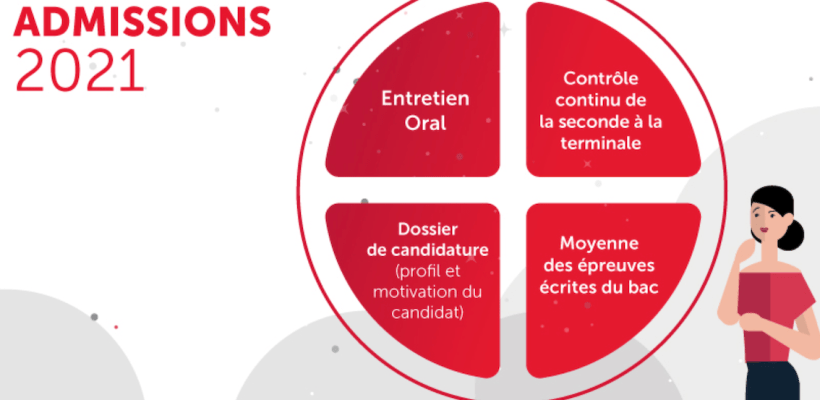 ADMISSIONS
2021
Entretien
Oral
Contrôle
continu de
la seconde à la
terminale
Dossier
de candidature
(profil et
motivation du
candidat)
Moyenne
des épreuves
écrites du bac